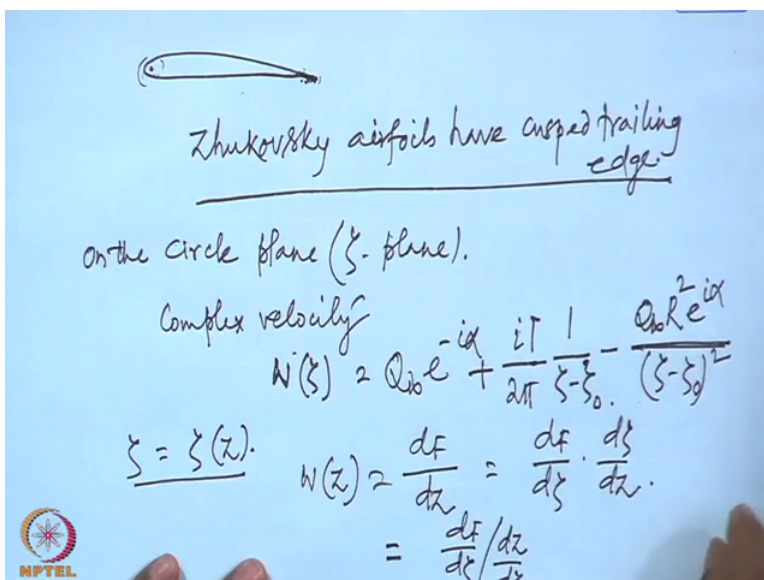 Zhukovsky airfoils have cusped trailing
edge.
On the circle plane (ζ-plane).
Complex velocity
W(ζ) = Q∞ e^{-iα} + iΓ/2π 1/(ζ-ζ₀) - Q∞R² e^{iα}/(ζ-ζ₀)²
ζ = ζ(z). W(z) = dF/dz = dF/dζ · dζ/dz.
= dF/dζ / dz/dζ
NPTEL